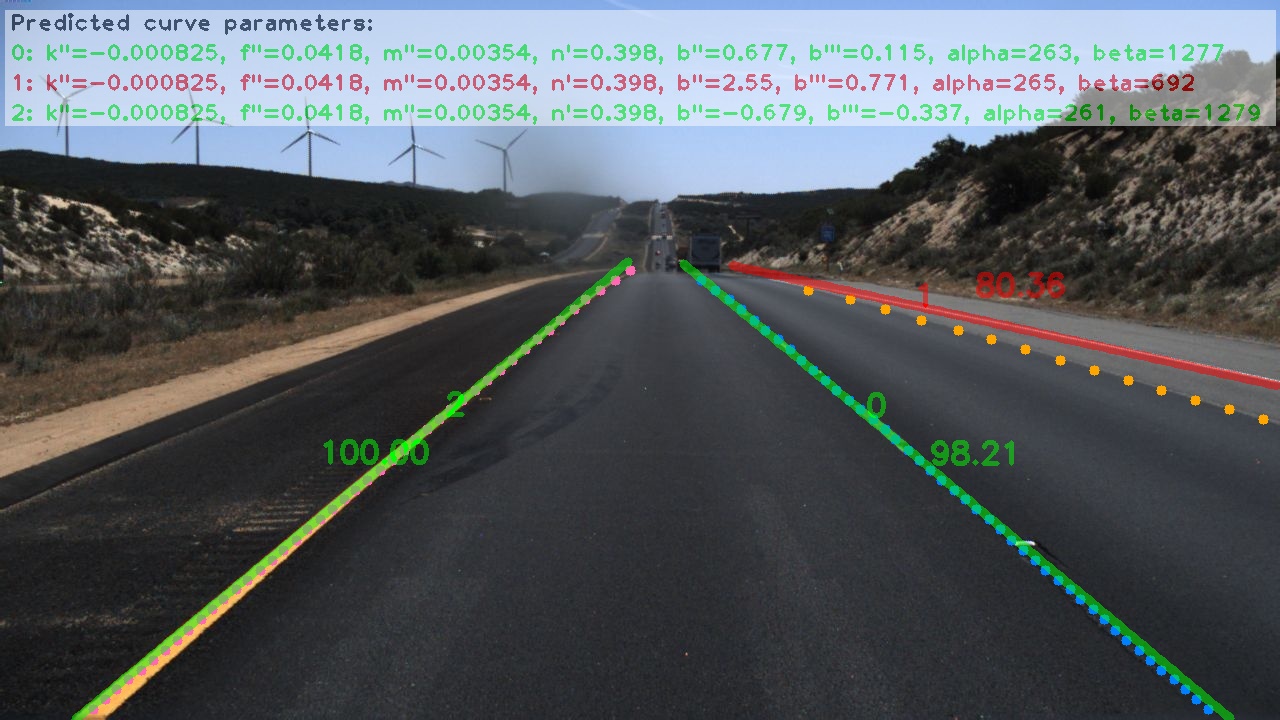 Predicted curve parameters:
0: k''=-0.000825, f''=0.0418, m''=0.00354, n'=0.398, b''=0.677, b'''=0.115, alpha=263, beta=1277
1: k''=-0.000825, f''=0.0418, m''=0.00354, n'=0.398, b''=2.55, b'''=0.771, alpha=265, beta=692
2: k''=-0.000825, f''=0.0418, m''=0.00354, n'=0.398, b''=-0.679, b'''=-0.337, alpha=261, beta=1279
1 80.36
2 0
100.00 98.21